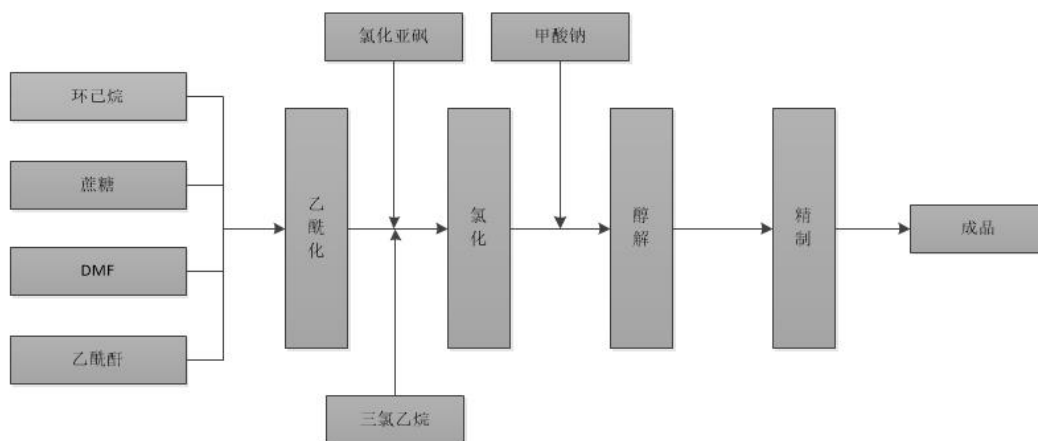 氯化亚砜
甲酸钠
环己烷
蔗糖
DMF
乙酰酐
乙酰化
氯化
醇解
精制
成品
三氯乙烷